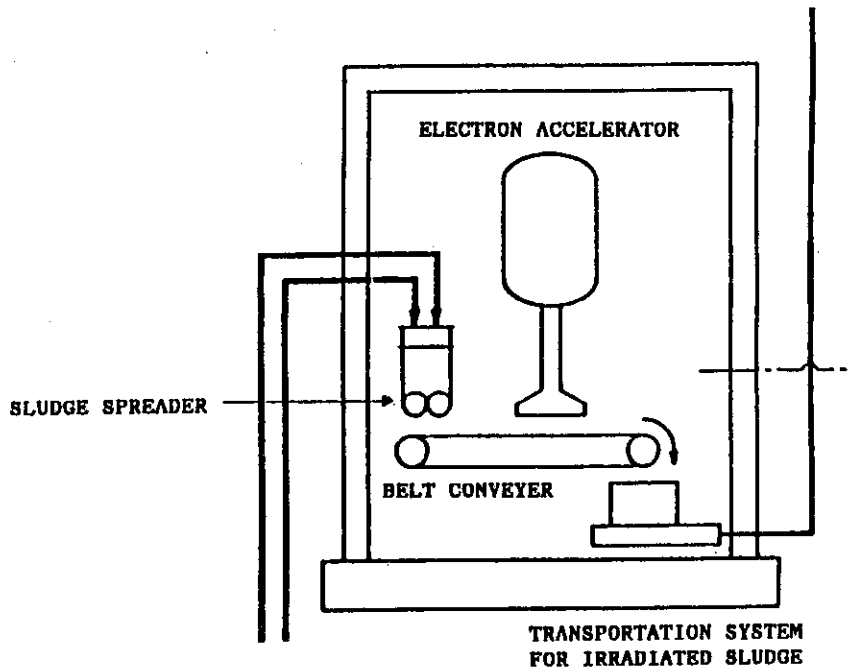 ELECTRON ACCELERATOR
SLUDGE SPREADER
BELT CONVEYER
TRANSPORTATION SYSTEM
FOR IRRADIATED SLUDGE